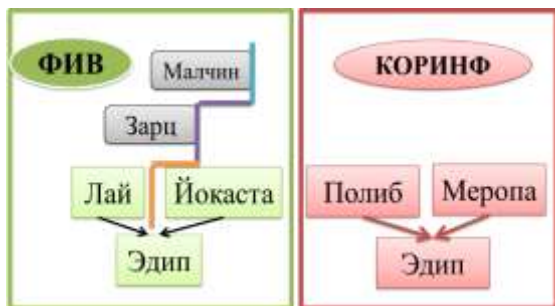 ФИВ
Малчин
Зарц
Лай
Йокаста
Эдип
КОРИНФ
Полиб
Меропа
Эдип